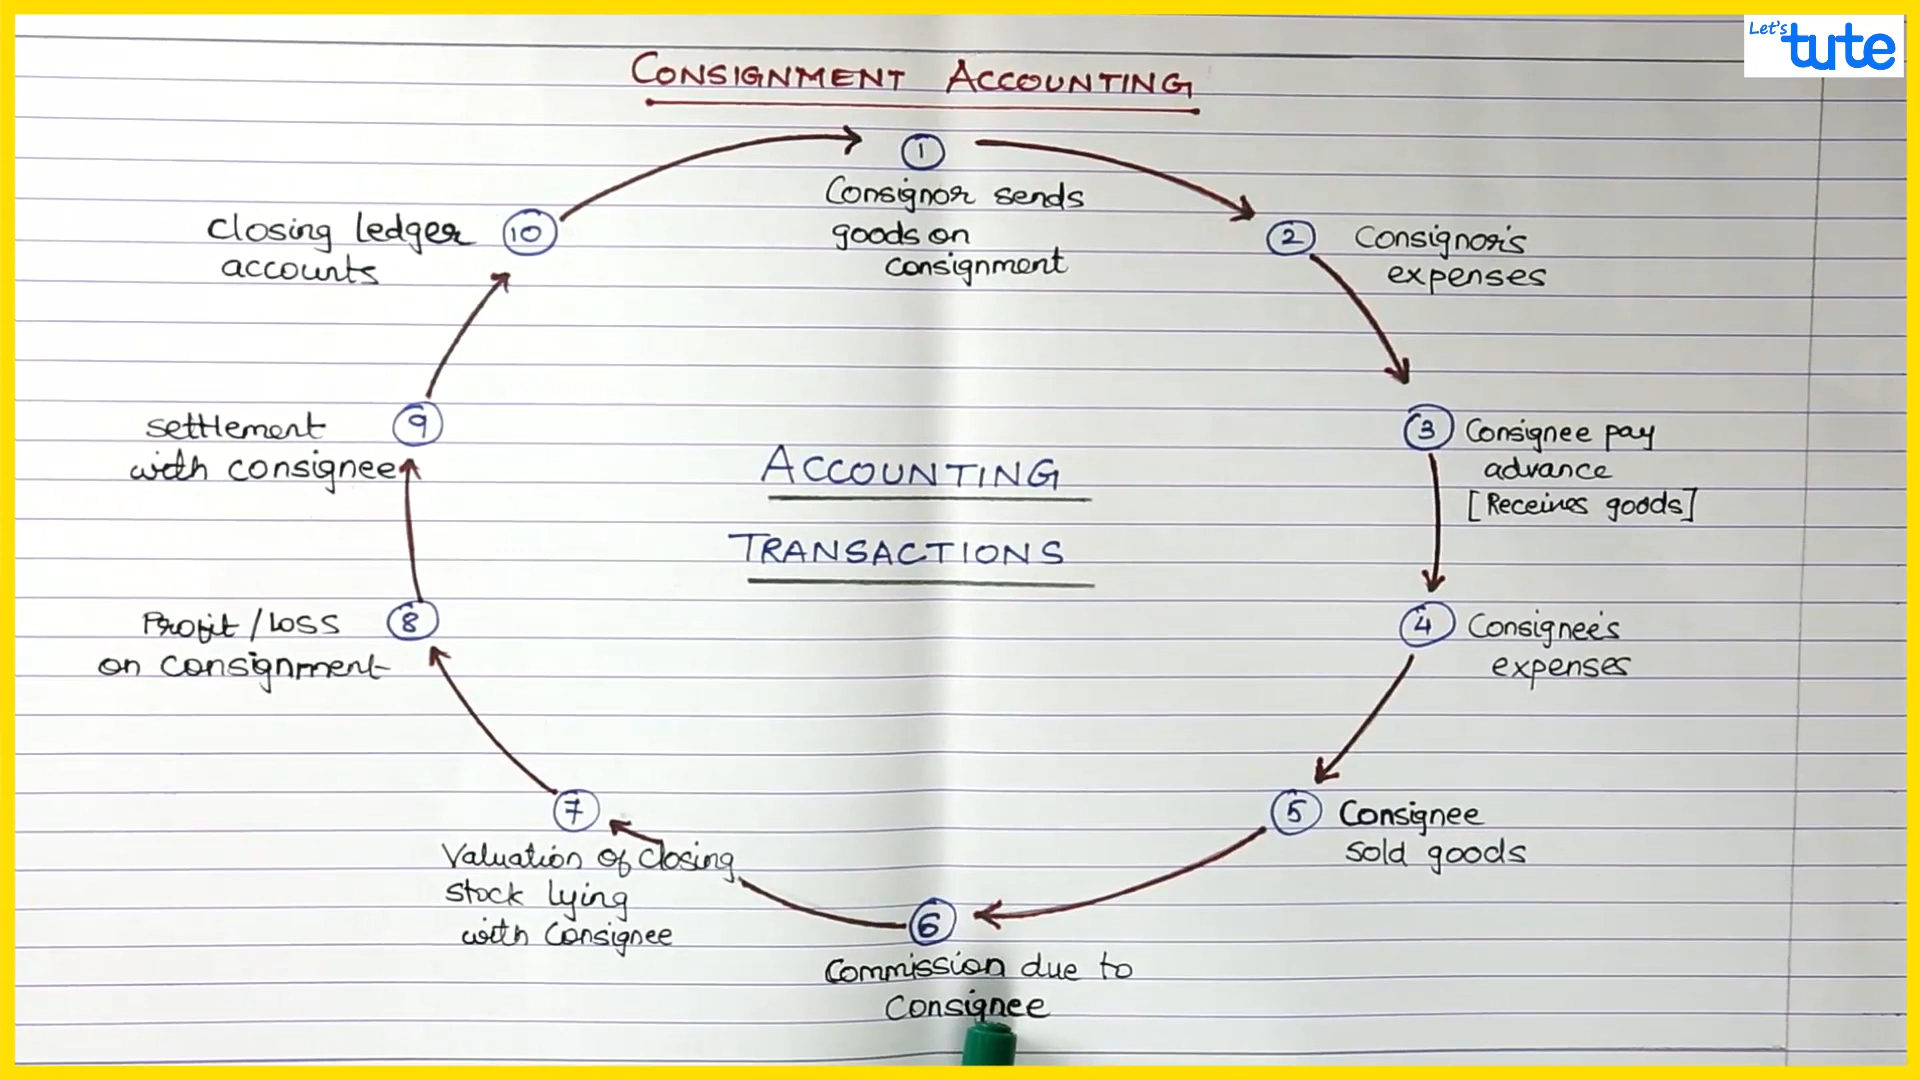 Let's
tute
CONSIGNMENT ACCOUNTING
1
Consignor sends
goods on
consignment
2
Consignor's
expenses
3
Consignee pay
advance
[Receives goods]
4
Consignee's
expenses
5
Consignee
sold goods
6
Commission due to
Consignee
7
Valuation of closing
stock lying
with Consignee
8
Profit / Loss
on consignment
9
settlement
with consignee
10
closing ledger
accounts
ACCOUNTING
TRANSACTIONS